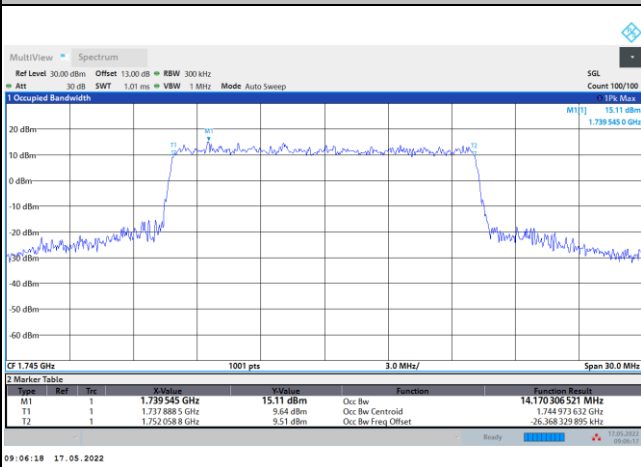 MultiView Spectrum
Ref Level 30.00 dBm Offset 13.00 dB RBW 300 kHz SGL
Att 30 dB SWT 1.01 ms VBW 1 MHz Mode Auto Sweep Count 100/100
1 Occupied Bandwidth 1Pk Max
M1[1] 15.11 dBm
1.739 545 0 GHz
20 dBm
M1
T1 T2
10 dBm
0 dBm
-10 dBm
-20 dBm
-30 dBm
-40 dBm
-50 dBm
-60 dBm
CF 1.745 GHz 1001 pts 3.0 MHz/ Span 30.0 MHz
2 Marker Table
Type Ref Trc X-Value Y-Value Function Function Result
M1 1 1.739 545 GHz 15.11 dBm Occ Bw 14.170 306 521 MHz
T1 1 1.737 888 5 GHz 9.64 dBm Occ Bw Centroid 1.744 973 632 GHz
T2 1 1.752 058 8 GHz 9.51 dBm Occ Bw Freq Offset -26.368 329 895 kHz
Ready 17.05.2022
09:06:17
09:06:18 17.05.2022